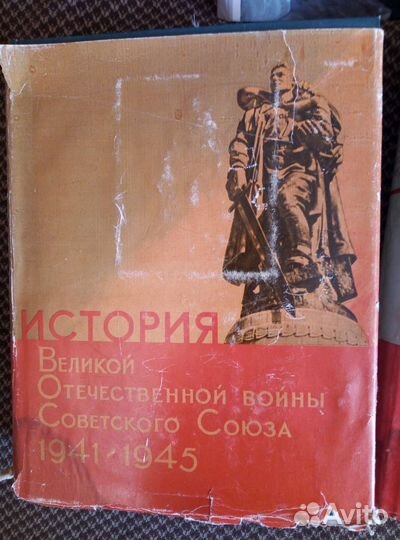 ИСТОРИЯ
Великой
Отечественной войны
Советского Союза
1941-1945
Avito